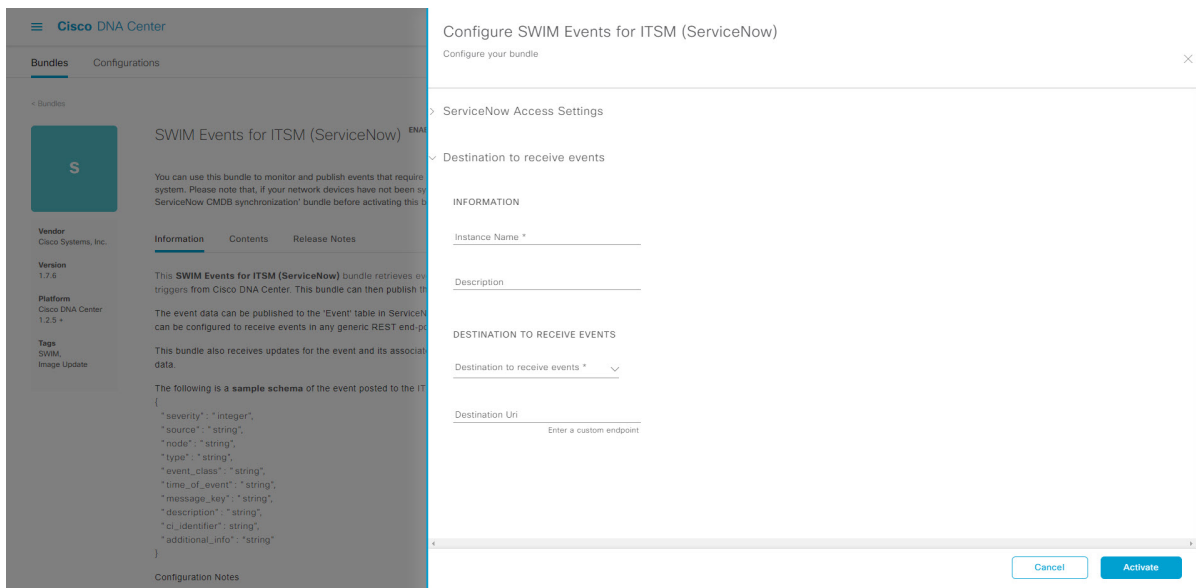 Cisco DNA Center
Bundles Configurations
< Bundles
S
Vendor
Cisco Systems, Inc.
Version
1.7.6
Platform
Cisco DNA Center
1.2.5 +
Tags
SWIM,
Image Update
SWIM Events for ITSM (ServiceNow) ENA
You can use this bundle to monitor and publish events that require
system. Please note that, if your network devices have not been sy
ServiceNow CMDB synchronization' bundle before activating this b
Information Contents Release Notes
This SWIM Events for ITSM (ServiceNow) bundle retrieves ev
triggers from Cisco DNA Center. This bundle can then publish th
The event data can be published to the 'Event' table in ServiceN
can be configured to receive events in any generic REST end-po
This bundle also receives updates for the event and its associat
data.
The following is a sample schema of the event posted to the IT
{
"severity" : "integer",
"source" : "string",
"node" : "string",
"type" : "string",
"event_class" : "string",
"time_of_event" : "string",
"message_key" : "string",
"description" : "string",
"ci_identifier" : string",
"additional_info" : "string"
}
Configuration Notes
Configure SWIM Events for ITSM (ServiceNow)
Configure your bundle
ServiceNow Access Settings
Destination to receive events
INFORMATION
Instance Name *
Description
DESTINATION TO RECEIVE EVENTS
Destination to receive events *
Destination Uri
Enter a custom endpoint
Cancel Activate